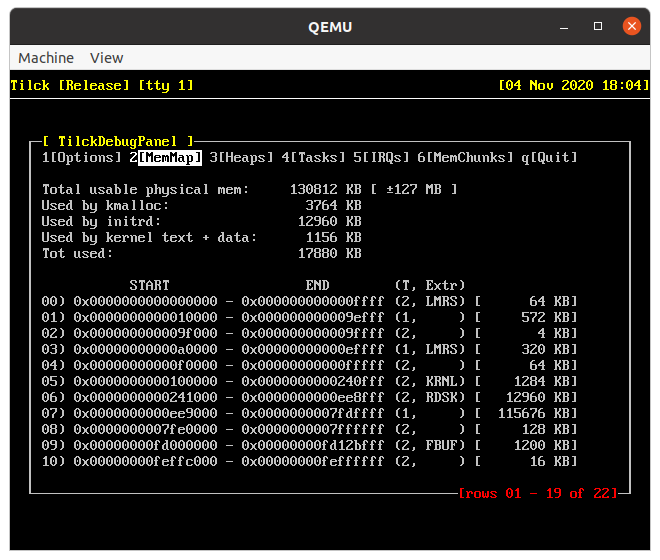 QEMU
Machine View
Tilck [Release] [tty 1] [04 Nov 2020 18:04]
[ TilckDebugPanel ]
1[Options] 2[MemMap] 3[Heaps] 4[Tasks] 5[IRQs] 6[MemChunks] q[Quit]
Total usable physical mem: 130812 KB [ ±127 MB ]
Used by kmalloc: 3764 KB
Used by initrd: 12960 KB
Used by kernel text + data: 1156 KB
Tot used: 17880 KB
START END (T, Extr)
00) 0x0000000000000000 - 0x000000000000ffff (2, LMRS) [ 64 KB]
01) 0x0000000000010000 - 0x000000000009efff (1, ) [ 572 KB]
02) 0x000000000009f000 - 0x000000000009ffff (2, ) [ 4 KB]
03) 0x00000000000a0000 - 0x00000000000effff (1, LMRS) [ 320 KB]
04) 0x00000000000f0000 - 0x00000000000fffff (2, ) [ 64 KB]
05) 0x0000000000100000 - 0x0000000000240fff (2, KRNL) [ 1284 KB]
06) 0x0000000000241000 - 0x0000000000ee8fff (2, RDSK) [ 12960 KB]
07) 0x0000000000ee9000 - 0x0000000007fdffff (1, ) [ 115676 KB]
08) 0x0000000007fe0000 - 0x0000000007ffffff (2, ) [ 128 KB]
09) 0x00000000fd000000 - 0x00000000fd12bfff (2, FBUF) [ 1200 KB]
10) 0x00000000feffc000 - 0x00000000feffffff (2, ) [ 16 KB]
[rows 01 - 19 of 22]